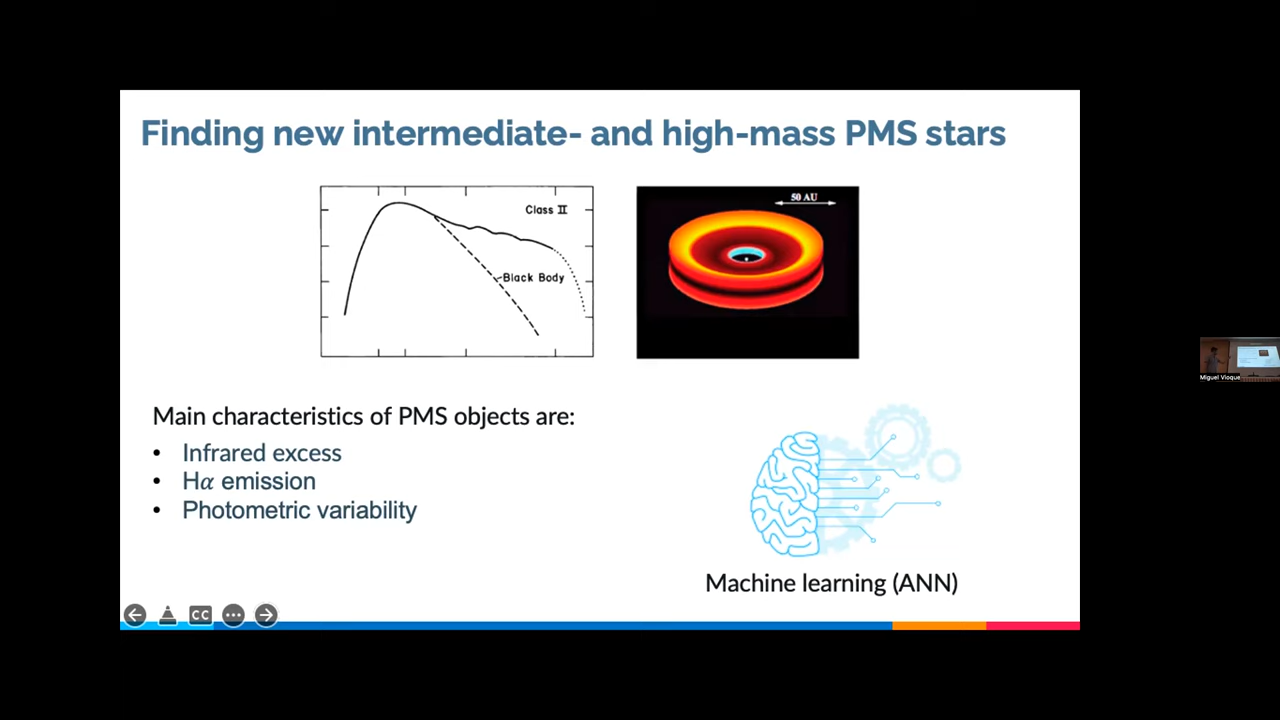 Finding new intermediate- and high-mass PMS stars
Class II
Black Body
50 AU
Main characteristics of PMS objects are:
• Infrared excess
• Hα emission
• Photometric variability
Machine learning (ANN)
CC
Miguel Vioque